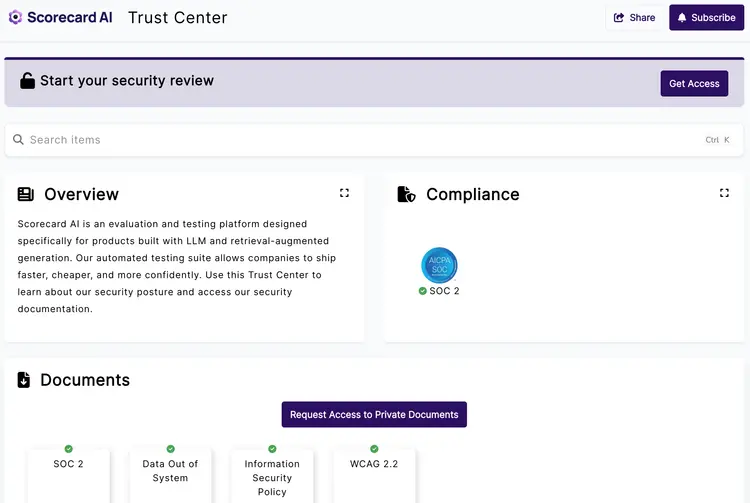 Scorecard AI Trust Center
Share
Subscribe
Start your security review
Get Access
Search items
Ctrl K
Overview
Scorecard AI is an evaluation and testing platform designed
specifically for products built with LLM and retrieval-augmented
generation. Our automated testing suite allows companies to ship
faster, cheaper, and more confidently. Use this Trust Center to
learn about our security posture and access our security
documentation.
Compliance
AICPA
SOC
SOC 2
Documents
Request Access to Private Documents
SOC 2
Data Out of
System
Information
Security
Policy
WCAG 2.2